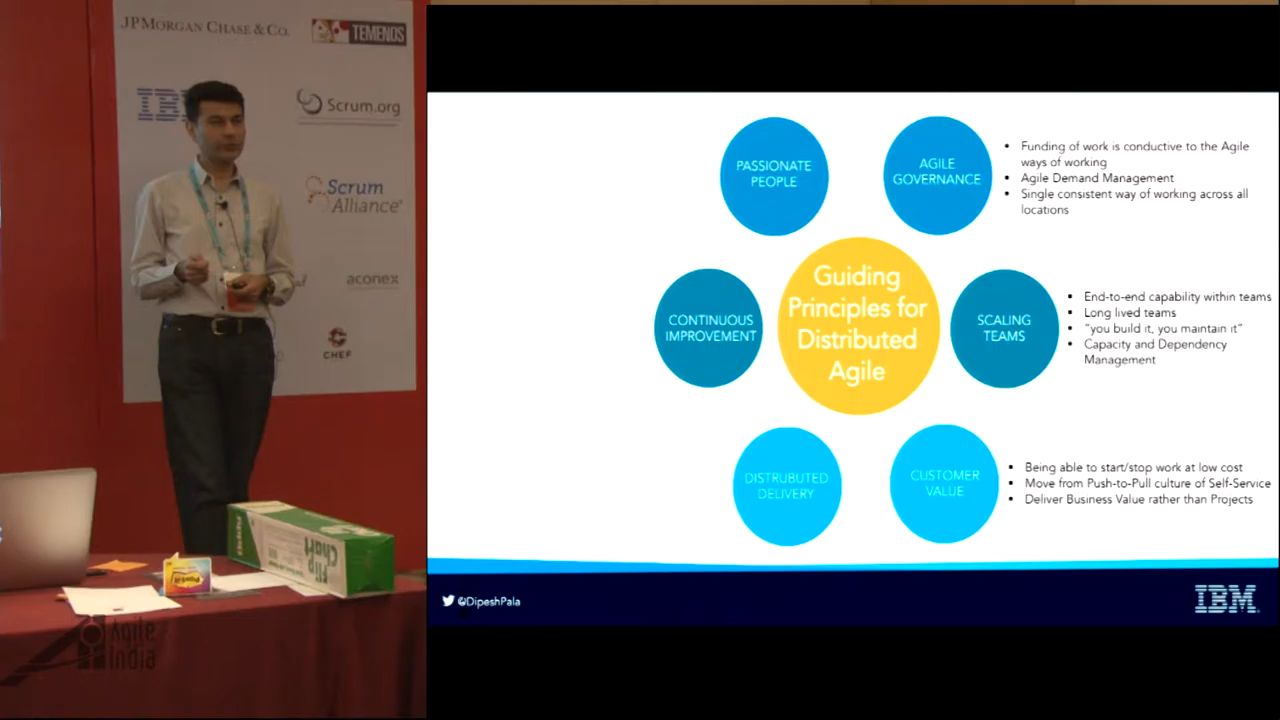 JPMORGAN CHASE & CO.
TEMENOS
IB
Scrum.org
Scrum
Alliance
aconex
CHEF
Flip
Chart
Post-it
Agile
India
PASSIONATE
PEOPLE
AGILE
GOVERNANCE
• Funding of work is conductive to the Agile
ways of working
• Agile Demand Management
• Single consistent way of working across all
locations
CONTINUOUS
IMPROVEMENT
Guiding
Principles for
Distributed
Agile
SCALING
TEAMS
• End-to-end capability within teams
• Long lived teams
• "you build it, you maintain it"
• Capacity and Dependency
Management
DISTRUBUTED
DELIVERY
CUSTOMER
VALUE
• Being able to start/stop work at low cost
• Move from Push-to-Pull culture of Self-Service
• Deliver Business Value rather than Projects
@DipeshPala
IBM